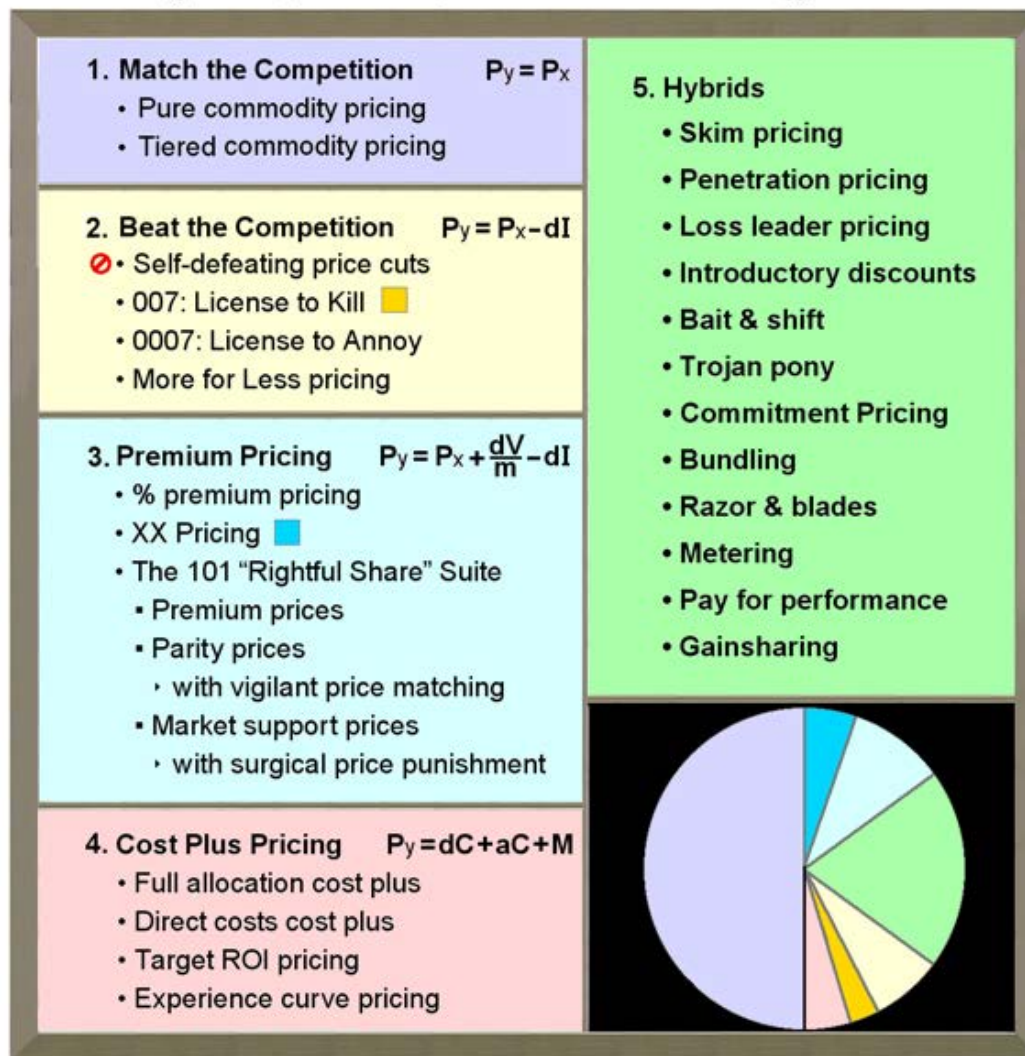 1. Match the Competition Py = Px
• Pure commodity pricing
• Tiered commodity pricing
2. Beat the Competition Py = Px–dI
• Self-defeating price cuts
• 007: License to Kill
• 0007: License to Annoy
• More for Less pricing
3. Premium Pricing Py = Px + dV/m – dI
• % premium pricing
• XX Pricing
• The 101 “Rightful Share” Suite
▪ Premium prices
▪ Parity prices
‣ with vigilant price matching
▪ Market support prices
‣ with surgical price punishment
4. Cost Plus Pricing Py = dC+aC+M
• Full allocation cost plus
• Direct costs cost plus
• Target ROI pricing
• Experience curve pricing
5. Hybrids
• Skim pricing
• Penetration pricing
• Loss leader pricing
• Introductory discounts
• Bait & shift
• Trojan pony
• Commitment Pricing
• Bundling
• Razor & blades
• Metering
• Pay for performance
• Gainsharing